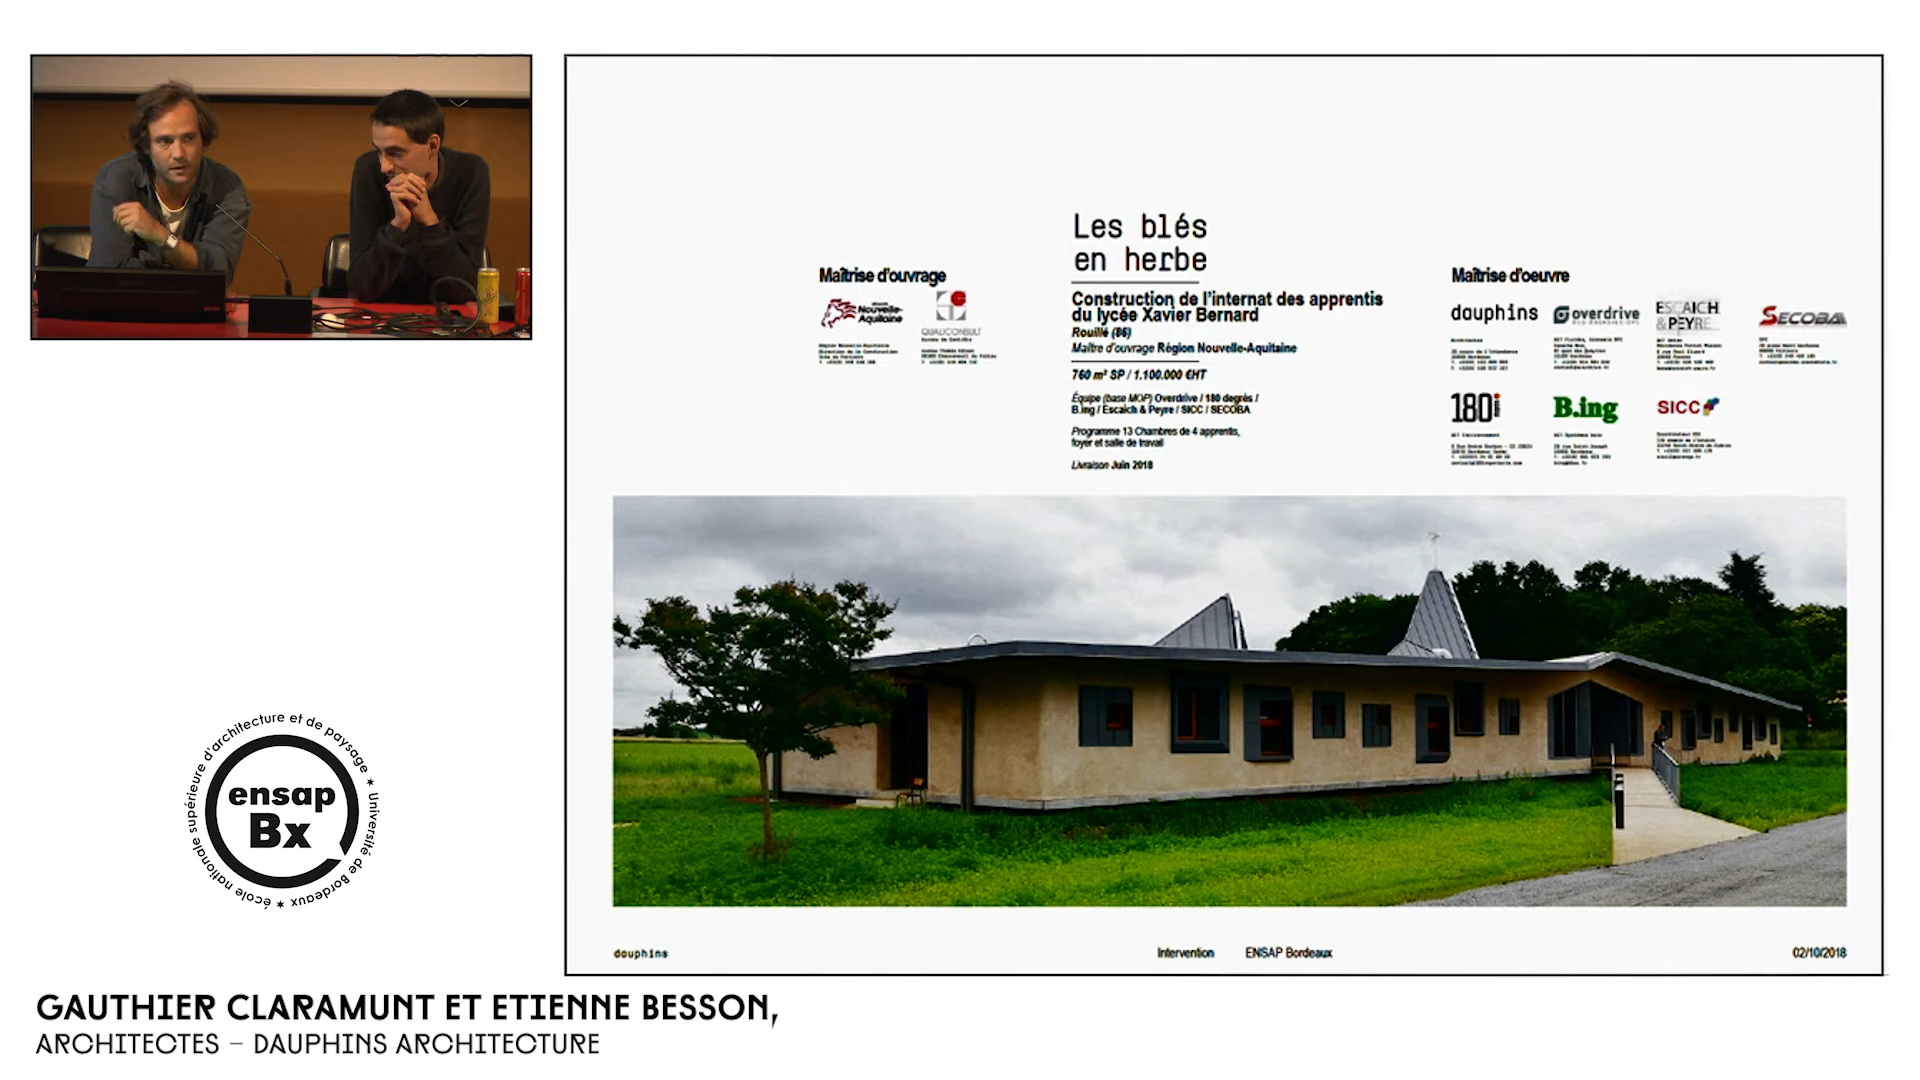 Les blés
en herbe
Maîtrise d'ouvrage
Nouvelle-
Aquitaine
QUALICONSULT
Construction de l'internat des apprentis
du lycée Xavier Bernard
Rouillé (86)
Maître d'ouvrage Région Nouvelle-Aquitaine
760 m² SP / 1.100.000 €HT
Équipe (base MOP) Overdrive / 180 degrés /
B.ing / Escaich & Peyre / SICC / SECOBA
Programme 13 Chambres de 4 apprentis,
foyer et salle de travail
Livraison Juin 2018
Maîtrise d'oeuvre
dauphins
overdrive
ESCAICH
& PEYRE
SECOBA
180
B.ing
SICC
dauphins
Intervention
ENSAP Bordeaux
02/10/2018
école nationale supérieure d'architecture et de paysage * Université de Bordeaux *
ensap
Bx
GAUTHIER CLARAMUNT ET ETIENNE BESSON,
ARCHITECTES – DAUPHINS ARCHITECTURE